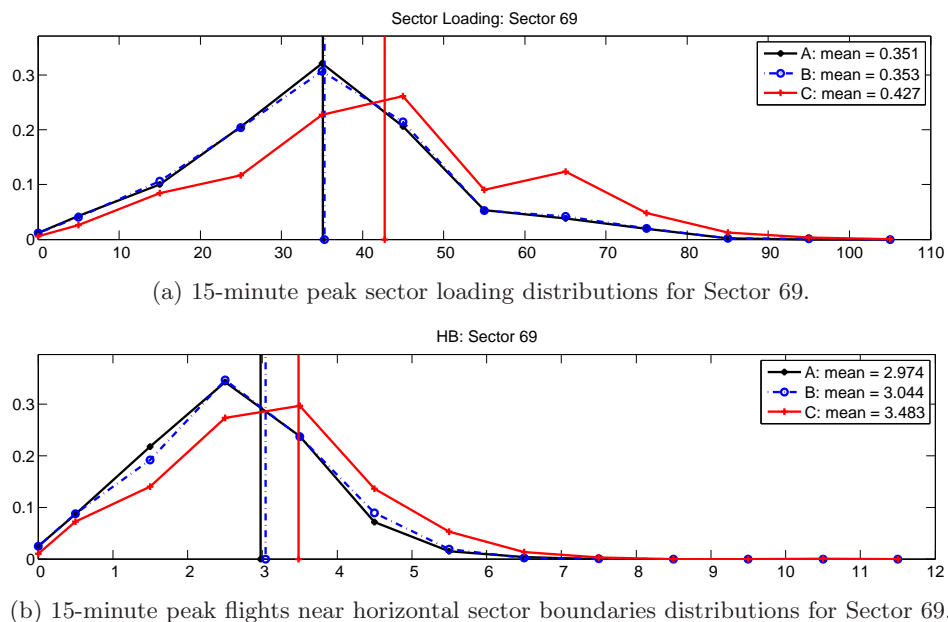 Sector Loading: Sector 69
A: mean = 0.351
B: mean = 0.353
C: mean = 0.427
0.3
0.2
0.1
0
0 10 20 30 40 50 60 70 80 90 100 110
(a) 15-minute peak sector loading distributions for Sector 69.
HB: Sector 69
A: mean = 2.974
B: mean = 3.044
C: mean = 3.483
0.3
0.2
0.1
0
0 1 2 3 4 5 6 7 8 9 10 11 12
(b) 15-minute peak flights near horizontal sector boundaries distributions for Sector 69.